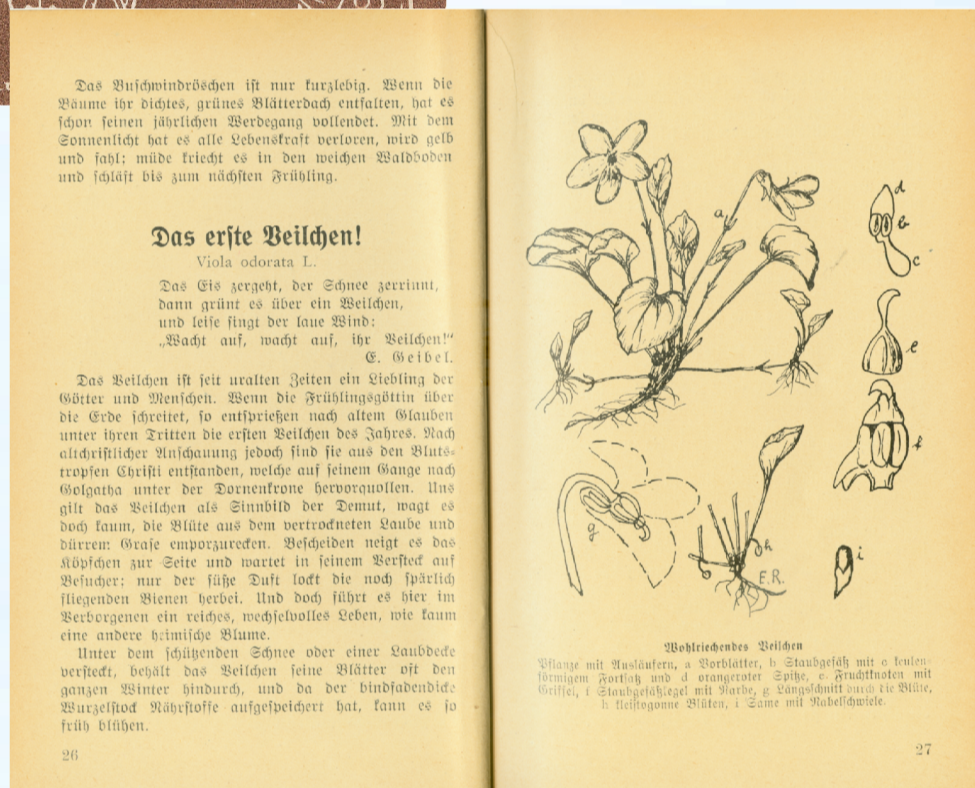 Das Buschwindröschen ist nur kurzlebig. Wenn die
Bäume ihr dichtes, grünes Blätterdach entfalten, hat es
schon seinen jährlichen Werdegang vollendet. Mit dem
Sonnenlicht hat es alle Lebenskraft verloren, wird gelb
und fahl; müde kriecht es in den weichen Waldboden
und schläft bis zum nächsten Frühling.
Das erste Veilchen!
Viola odorata L.
Das Eis zergeht, der Schnee zerrinnt,
dann grünt es über ein Weilchen,
und leise singt der laue Wind:
„Wacht auf, wacht auf, ihr Veilchen!“
E. Geibel.
Das Veilchen ist seit uralten Zeiten ein Liebling der
Götter und Menschen. Wenn die Frühlingsgöttin über
die Erde schreitet, so entsprießen nach altem Glauben
unter ihren Tritten die ersten Veilchen des Jahres. Nach
altchristlicher Anschauung jedoch sind sie aus den Bluts-
tropfen Christi entstanden, welche auf seinem Gange nach
Golgatha unter der Dornenkrone hervorquollen. Uns
gilt das Veilchen als Sinnbild der Demut, wagt es
doch kaum, die Blüte aus dem vertrockneten Laube und
dürrem Grase emporzurecken. Bescheiden neigt es das
Köpfchen zur Seite und wartet in seinem Versteck auf
Besucher; nur der süße Duft lockt die noch spärlich
fliegenden Bienen herbei. Und doch führt es hier im
Verborgenen ein reiches, wechselvolles Leben, wie kaum
eine andere heimische Blume.
Unter dem schützenden Schnee oder einer Laubdecke
versteckt, behält das Veilchen seine Blätter oft den
ganzen Winter hindurch, und da der bindfadendicke
Wurzelstock Nährstoffe aufgespeichert hat, kann es so
früh blühen.
26
a
d
b
c
e
f
g
h
i
E.R.
Wohlriechendes Veilchen
Pflanze mit Ausläufern, a Vorblätter, b Staubgefäß mit c keulen-
förmigem Fortsatz und d orangeroter Spitze, e. Fruchtknoten mit
Griffel, f Staubgefäßkegel mit Narbe, g Längsschnitt durch die Blüte,
h kleistogonne Blüten, i Same mit Nabelschwiele.
27